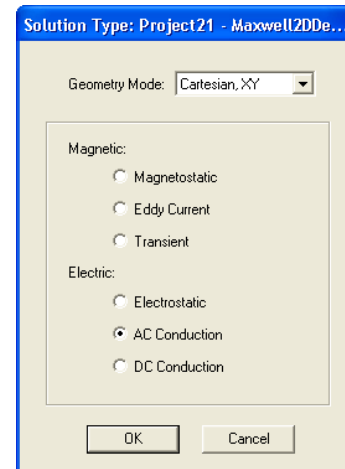 Solution Type: Project21 - Maxwell2DDe...
Geometry Mode: Cartesian, XY
Magnetic:
Magnetostatic
Eddy Current
Transient
Electric:
Electrostatic
AC Conduction
DC Conduction
OK Cancel